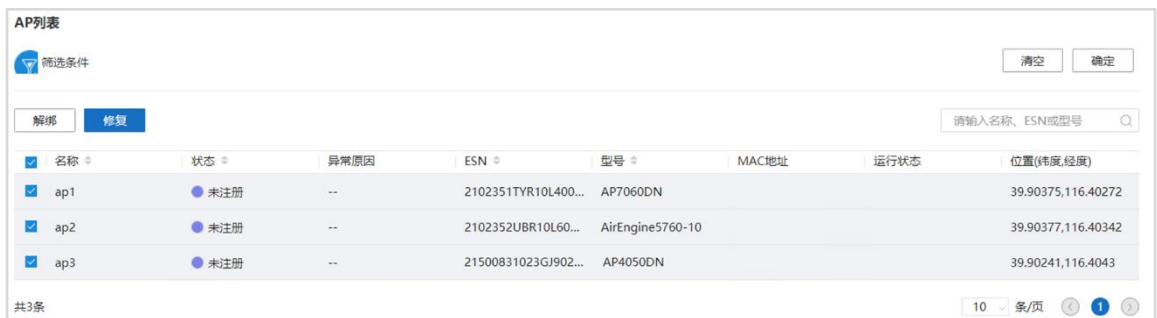 AP列表
筛选条件 清空 确定
解绑 修复 请输入名称、ESN或型号
名称 状态 异常原因 ESN 型号 MAC地址 运行状态 位置(纬度,经度)
ap1 未注册 -- 2102351TYR10L400... AP7060DN 39.90375,116.40272
ap2 未注册 -- 2102352UBR10L60... AirEngine5760-10 39.90377,116.40342
ap3 未注册 -- 21500831023GJ902... AP4050DN 39.90241,116.4043
共3条 10 条/页 1